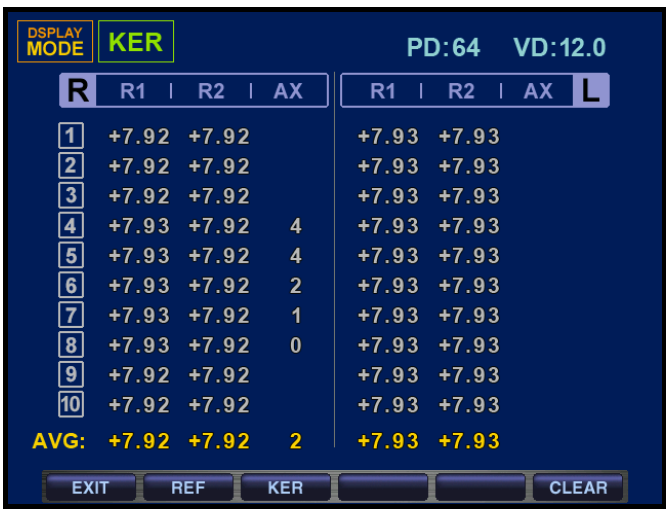 DSPLAY MODE KER PD:64 VD:12.0
R R1 | R2 | AX R1 | R2 | AX L
1 +7.92 +7.92 +7.93 +7.93
2 +7.92 +7.92 +7.93 +7.93
3 +7.92 +7.92 +7.93 +7.93
4 +7.93 +7.92 4 +7.93 +7.93
5 +7.93 +7.92 4 +7.93 +7.93
6 +7.93 +7.92 2 +7.93 +7.93
7 +7.93 +7.92 1 +7.93 +7.93
8 +7.93 +7.92 0 +7.93 +7.93
9 +7.92 +7.92 +7.93 +7.93
10 +7.92 +7.92 +7.93 +7.93
AVG: +7.92 +7.92 2 +7.93 +7.93
EXIT REF KER CLEAR